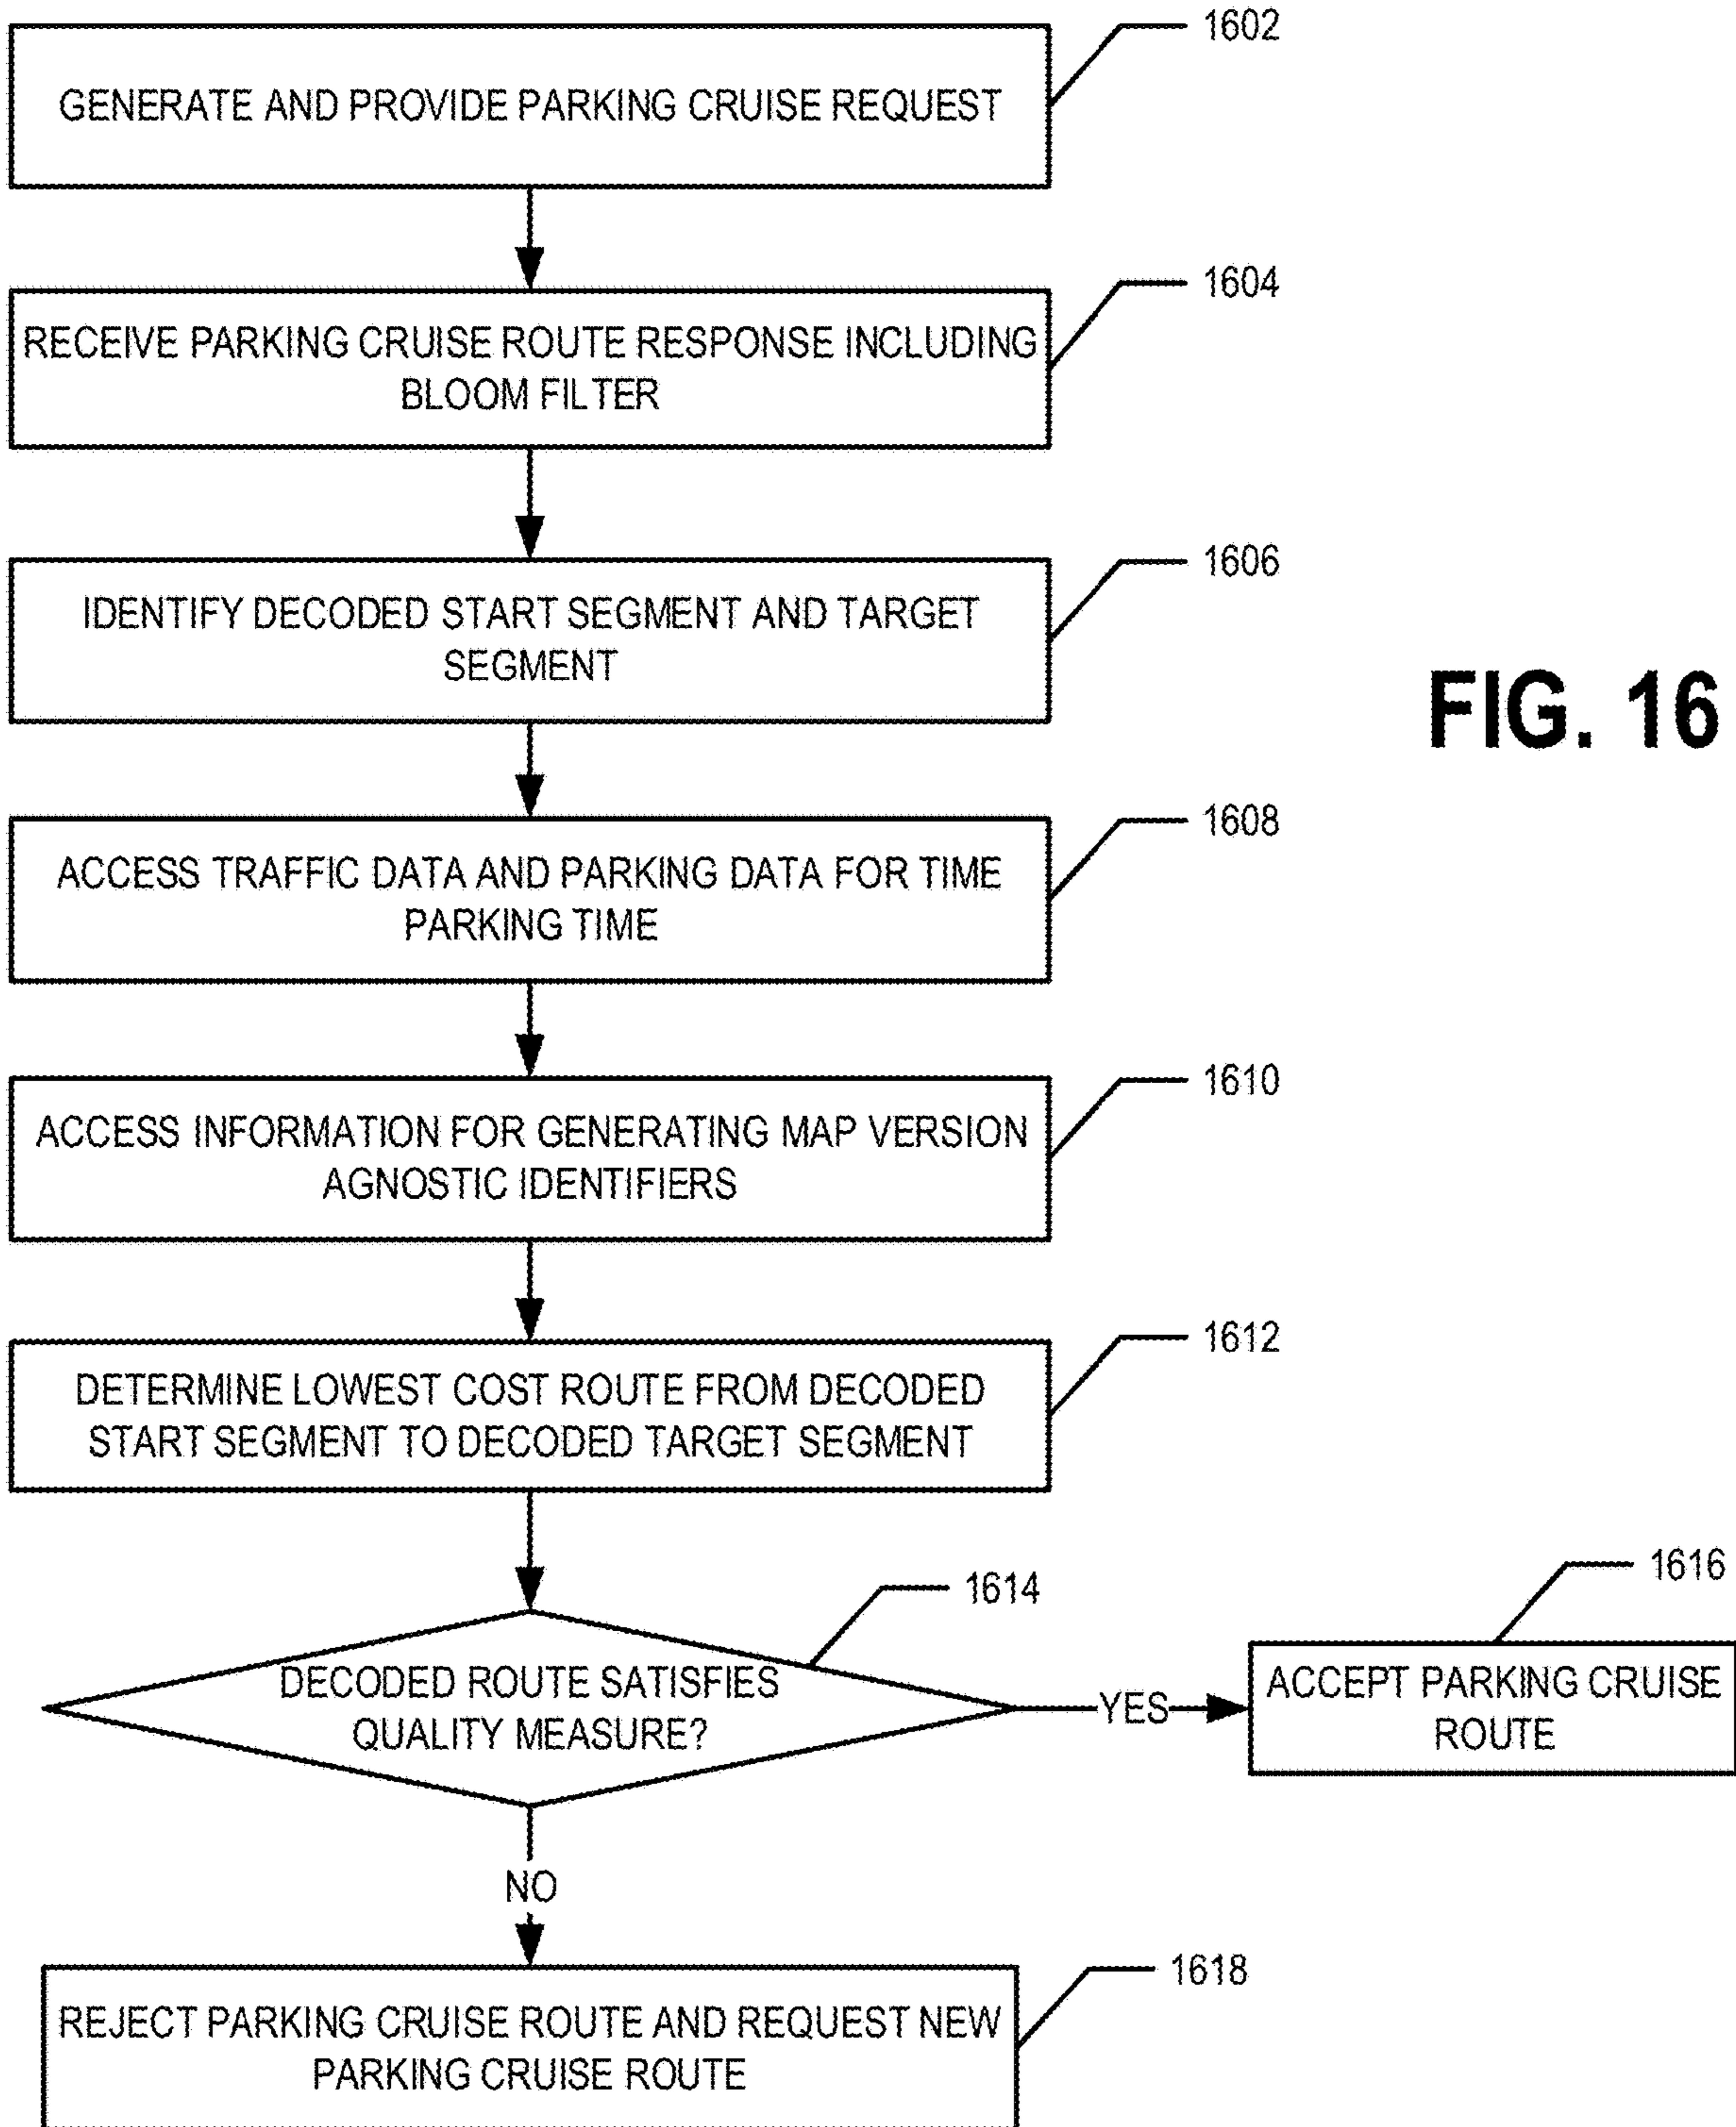 1602
GENERATE AND PROVIDE PARKING CRUISE REQUEST
1604
RECEIVE PARKING CRUISE ROUTE RESPONSE INCLUDING
BLOOM FILTER
1606
IDENTIFY DECODED START SEGMENT AND TARGET
SEGMENT
FIG. 16
1608
ACCESS TRAFFIC DATA AND PARKING DATA FOR TIME
PARKING TIME
1610
ACCESS INFORMATION FOR GENERATING MAP VERSION
AGNOSTIC IDENTIFIERS
1612
DETERMINE LOWEST COST ROUTE FROM DECODED
START SEGMENT TO DECODED TARGET SEGMENT
1614
DECODED ROUTE SATISFIES
QUALITY MEASURE?
YES
1616
ACCEPT PARKING CRUISE
ROUTE
NO
1618
REJECT PARKING CRUISE ROUTE AND REQUEST NEW
PARKING CRUISE ROUTE